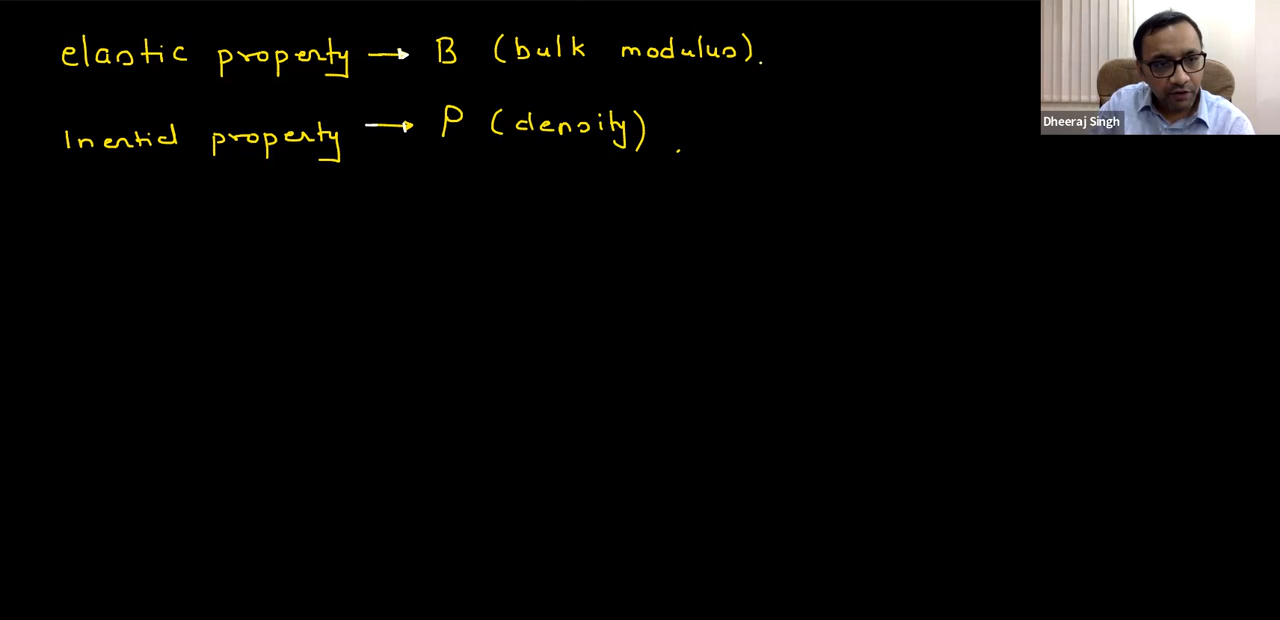 elastic property → B (bulk modulus).
Inertial property → ρ (density).
Dheeraj Singh